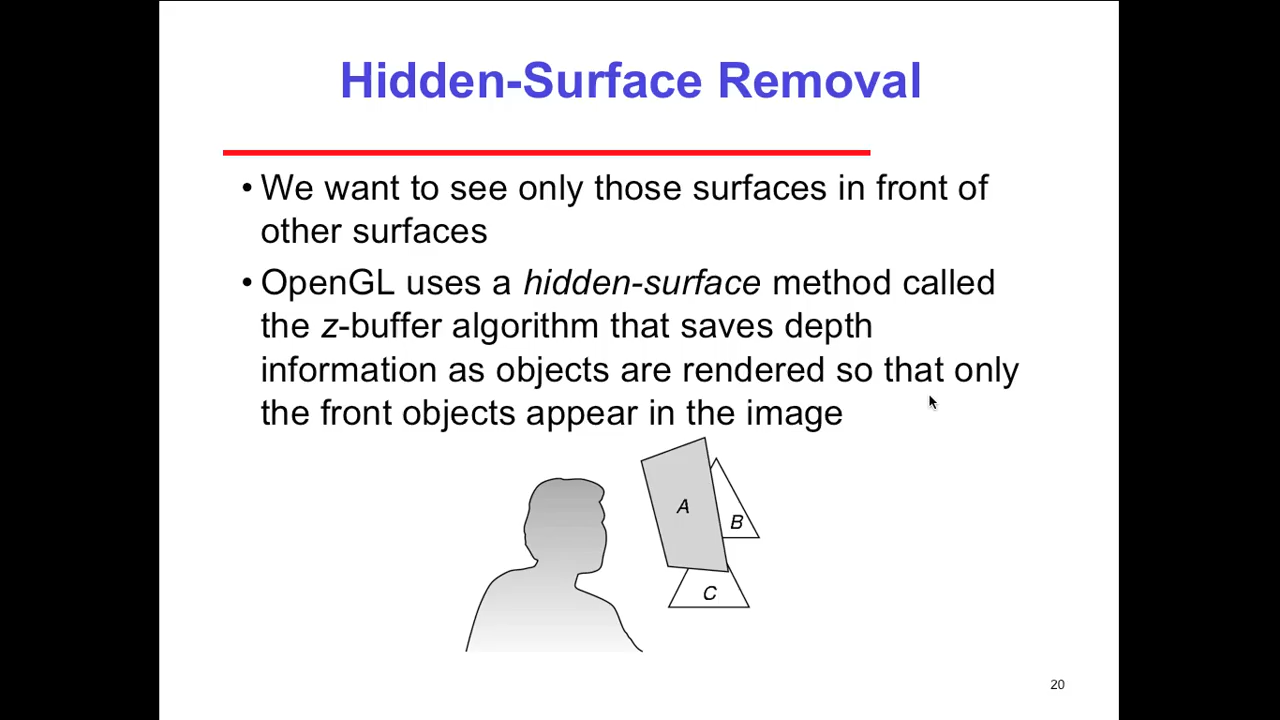 Hidden-Surface Removal
• We want to see only those surfaces in front of
other surfaces
• OpenGL uses a hidden-surface method called
the z-buffer algorithm that saves depth
information as objects are rendered so that only
the front objects appear in the image
A
B
C
20